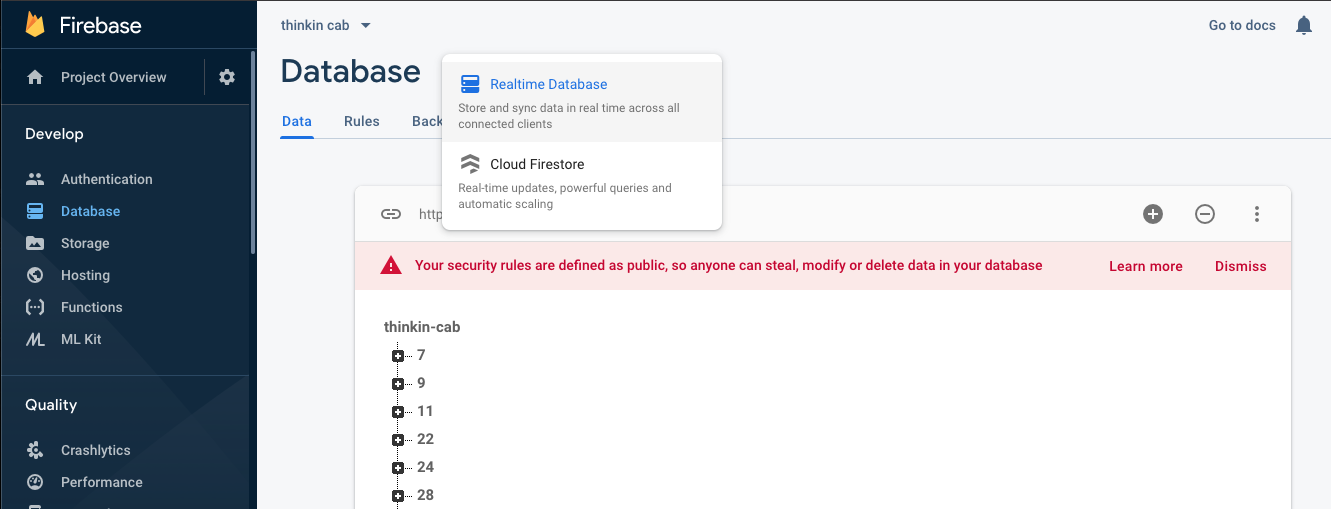 Firebase
Project Overview
Develop
Authentication
Database
Storage
Hosting
Functions
ML Kit
Quality
Crashlytics
Performance
thinkin cab
Go to docs
Database
Realtime Database
Store and sync data in real time across all
connected clients
Cloud Firestore
Real-time updates, powerful queries and
automatic scaling
Data Rules Back
http
Your security rules are defined as public, so anyone can steal, modify or delete data in your database Learn more Dismiss
thinkin-cab
7
9
11
22
24
28